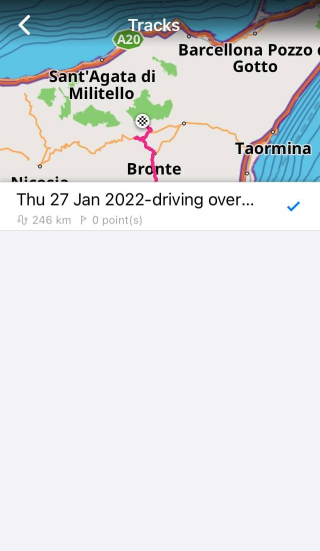 Tracks
A20
Barcellona Pozzo
Gotto
Sant'Agata di
Militello
Taormina
Bronte
Nicosia
Thu 27 Jan 2022-driving over...
246 km 0 point(s)